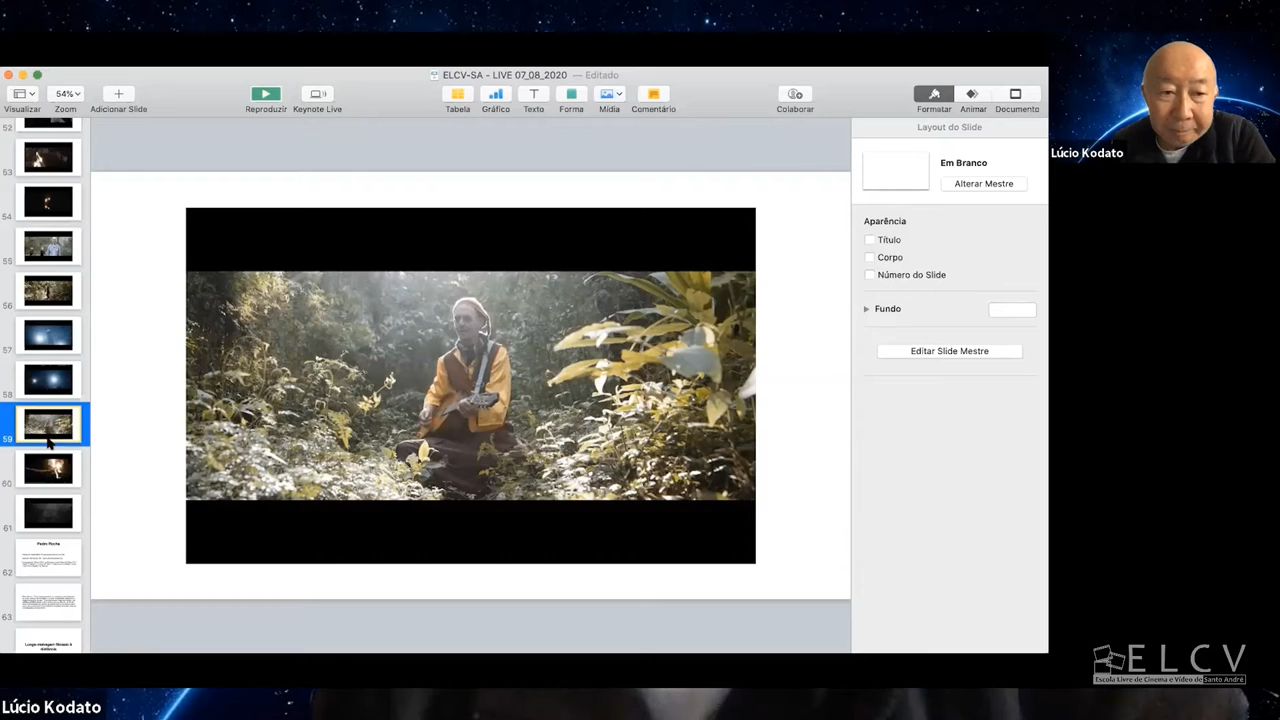 ELCV-SA - LIVE 07_08_2020 — Editado
54%
Visualizar Zoom Adicionar Slide Reproduzir Keynote Live Tabela Gráfico Texto Forma Mídia Comentário Colaborar Formatar Animar Documento
Layout do Slide
Em Branco
Alterar Mestre
Aparência
Título
Corpo
Número do Slide
Fundo
Editar Slide Mestre
52
53
54
55
56
57
58
59
60
61
Pedro Rocha
62
63
Lúcio Kodato
ELCV
Escola Livre de Cinema e Vídeo de Santo André
Lúcio Kodato